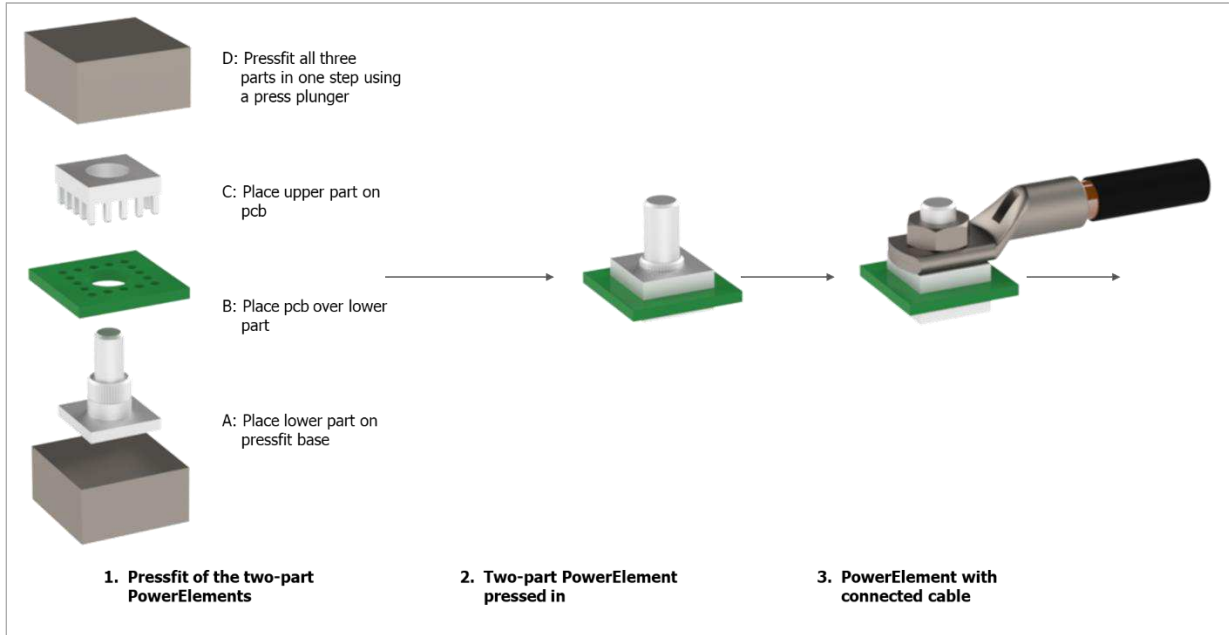 D: Pressfit all three
parts in one step using
a press plunger
C: Place upper part on
pcb
B: Place pcb over lower
part
A: Place lower part on
pressfit base
1. Pressfit of the two-part
PowerElements
2. Two-part PowerElement
pressed in
3. PowerElement with
connected cable